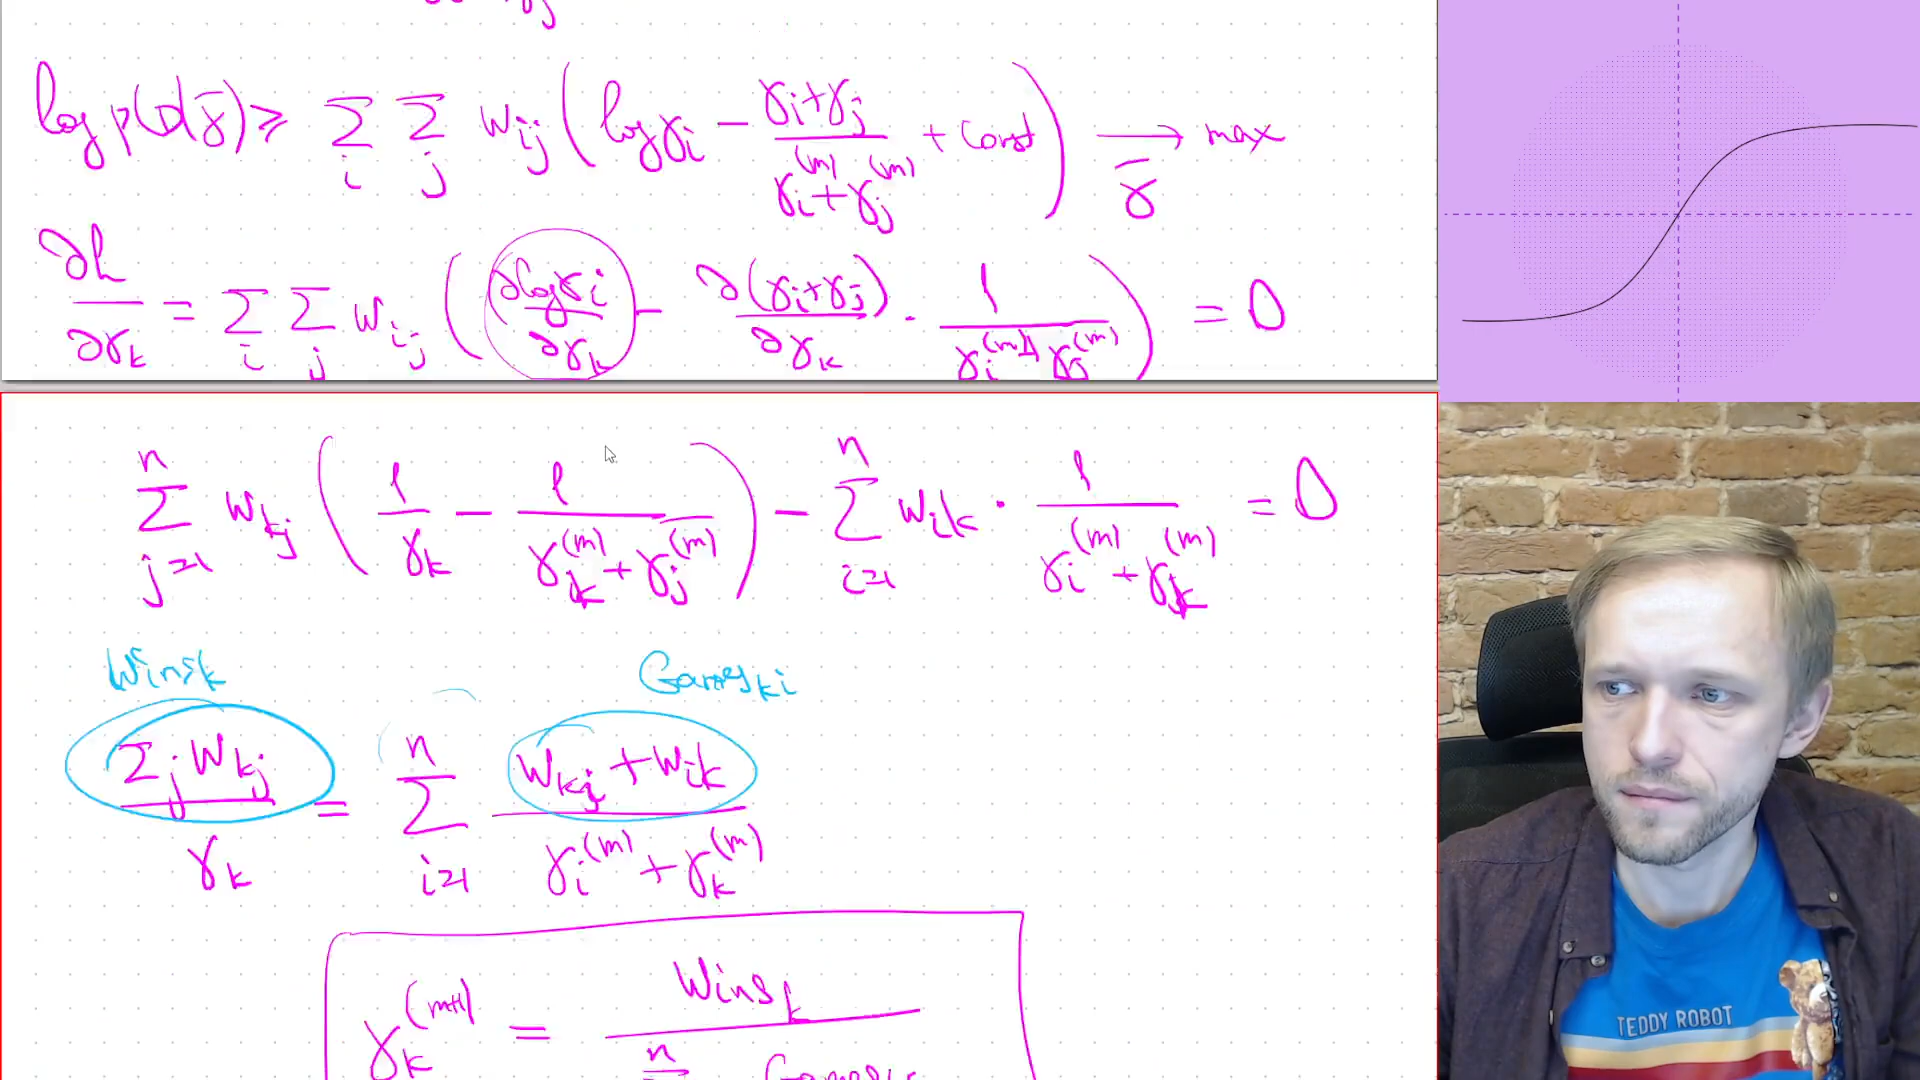 log p(D|γ̄) ⩾ Σ_i Σ_j w_ij ( log γ_i − (γ_i + γ_j) / (γ_i^(m) + γ_j^(m)) + const ) → max γ̄
∂L/∂γ_k = Σ_i Σ_j w_ij ( ∂log γ_i/∂γ_k − ∂(γ_i + γ_j)/∂γ_k · 1/(γ_i^(m) + γ_j^(m)) ) = 0
Σ_{j=1}^n w_kj ( 1/γ_k − 1/(γ_k^(m) + γ_j^(m)) ) − Σ_{i=1}^n w_ik · 1/(γ_i^(m) + γ_k^(m)) = 0
Wins_k Games_ki
Σ_j w_kj / γ_k = Σ_{i=1}^n (w_ki + w_ik) / (γ_i^(m) + γ_k^(m))
γ_k^(m+1) = Wins_k / Σ^n Games
TEDDY ROBOT